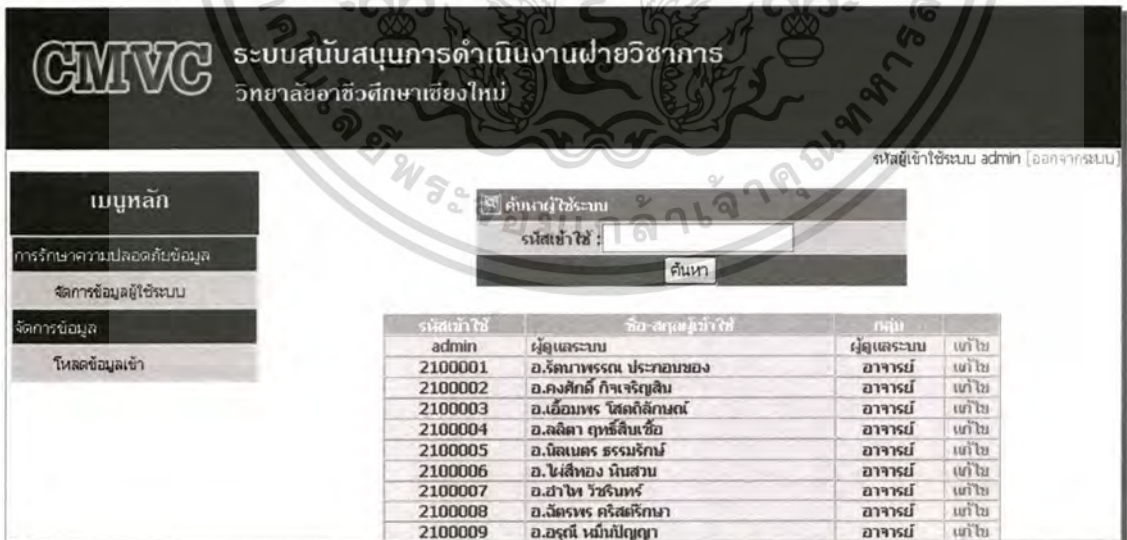 CMVC
ระบบสนับสนุนการดำเนินงานฝ่ายวิชาการ
วิทยาลัยอาชีวศึกษาเชียงใหม่
รหัสผู้เข้าใช้ระบบ admin [ออกจากระบบ]
เมนูหลัก
การรักษาความปลอดภัยข้อมูล
จัดการข้อมูลผู้ใช้ระบบ
จัดการข้อมูล
โหลดข้อมูลเข้า
ค้นหาผู้ใช้ระบบ
รหัสเข้าใช้ :
ค้นหา
รหัสเข้าใช้ ชื่อ-สกุลผู้เข้าใช้ กลุ่ม
admin ผู้ดูแลระบบ ผู้ดูแลระบบ แก้ไข
2100001 อ.รัตนาพรรณ ประกอบของ อาจารย์ แก้ไข
2100002 อ.คงศักดิ์ กิจเจริญสิน อาจารย์ แก้ไข
2100003 อ.เอื้อมพร โสตถิลักษณ์ อาจารย์ แก้ไข
2100004 อ.ลลิตา ฤทธิ์สืบเชื้อ อาจารย์ แก้ไข
2100005 อ.นิลเนตร ธรรมรักษ์ อาจารย์ แก้ไข
2100006 อ.ไผ่สีทอง หินสวน อาจารย์ แก้ไข
2100007 อ.อำไพ วัชรินทร์ อาจารย์ แก้ไข
2100008 อ.ฉัตรพร คริสต์รักษา อาจารย์ แก้ไข
2100009 อ.อรุณี หมื่นปัญญา อาจารย์ แก้ไข